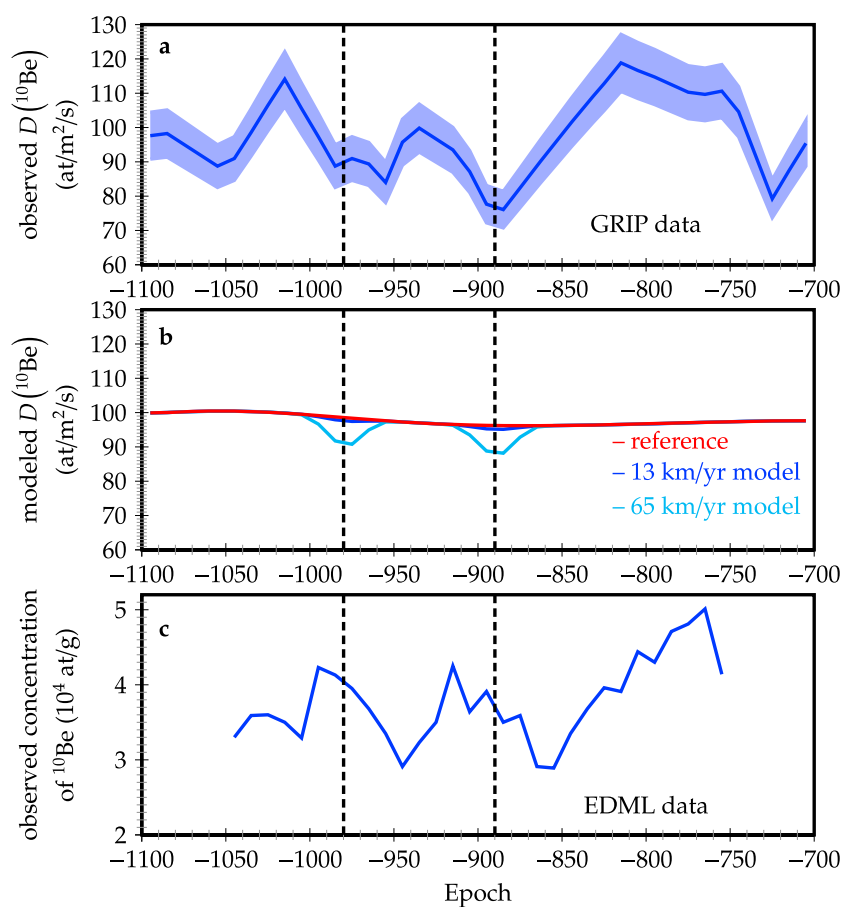 observed D(¹⁰Be)
(at/m²/s)
130
120
110
100
90
80
70
60
a
GRIP data
−1100 −1050 −1000 −950 −900 −850 −800 −750 −700
modeled D(¹⁰Be)
(at/m²/s)
130
120
110
100
90
80
70
60
b
– reference
– 13 km/yr model
– 65 km/yr model
−1100 −1050 −1000 −950 −900 −850 −800 −750 −700
observed concentration
of ¹⁰Be (10⁴ at/g)
5
4
3
2
c
EDML data
−1100 −1050 −1000 −950 −900 −850 −800 −750 −700
Epoch